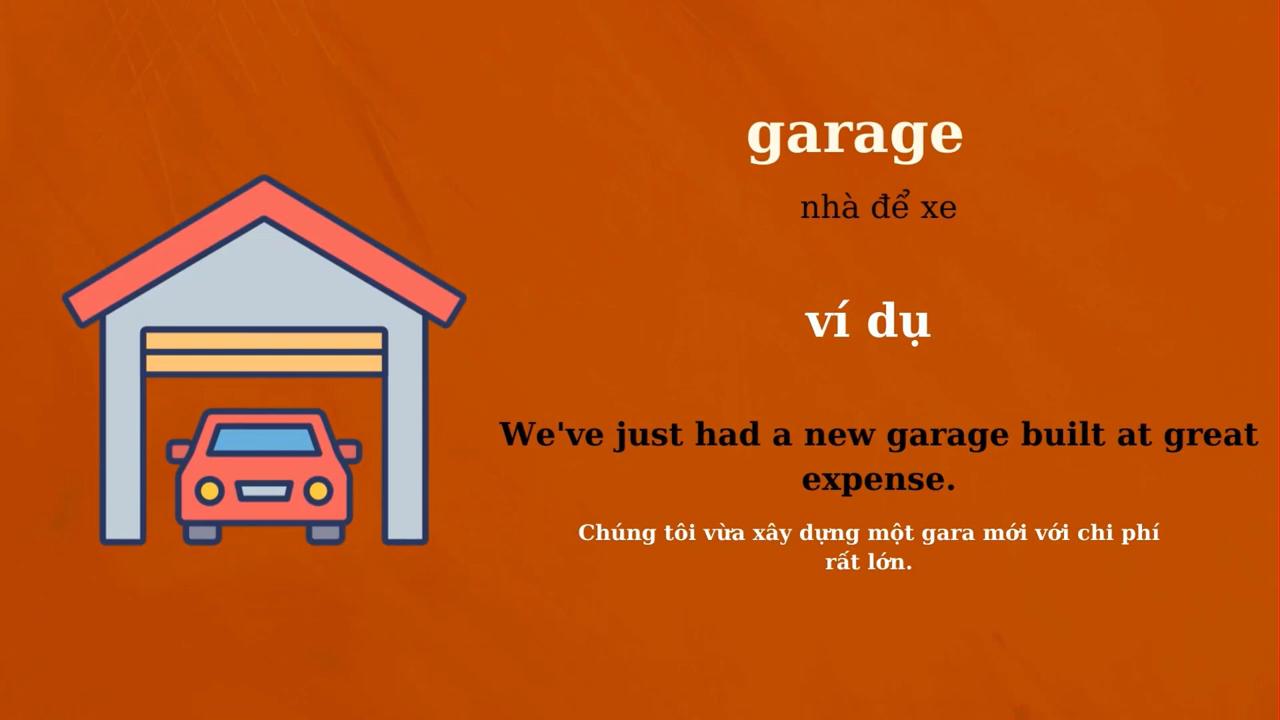 garage
nhà để xe
ví dụ
We've just had a new garage built at great
expense.
Chúng tôi vừa xây dựng một gara mới với chi phí
rất lớn.